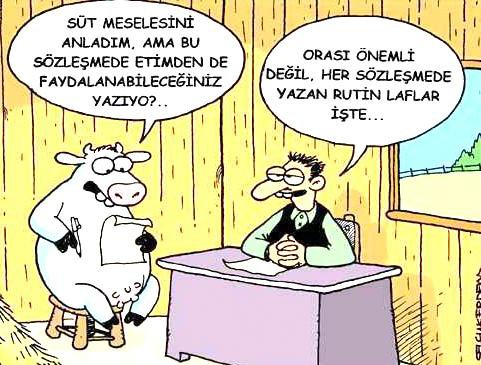 SÜT MESELESİNİ
ANLADIM, AMA BU
SÖZLEŞMEDE ETİMDEN DE
FAYDALANABİLECEĞİNİZ
YAZIYO?..
ORASI ÖNEMLİ
DEĞİL, HER SÖZLEŞMEDE
YAZAN RUTİN LAFLAR
İŞTE...